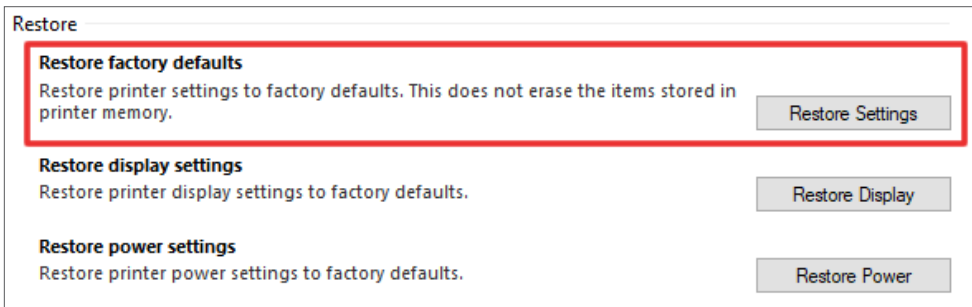 Restore
Restore factory defaults
Restore printer settings to factory defaults. This does not erase the items stored in
printer memory.
Restore Settings
Restore display settings
Restore printer display settings to factory defaults.
Restore Display
Restore power settings
Restore printer power settings to factory defaults.
Restore Power